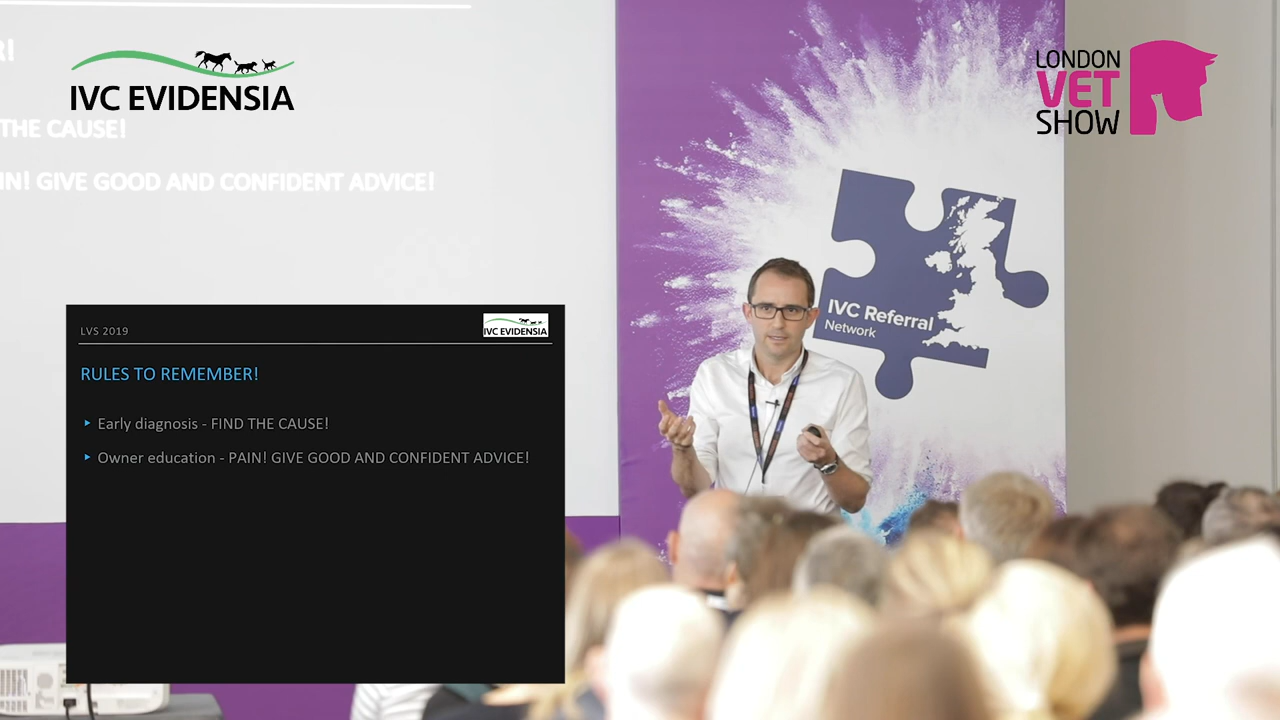 R!
THE CAUSE!
IN! GIVE GOOD AND CONFIDENT ADVICE!
IVC EVIDENSIA
LONDON
VET
SHOW
IVC Referral
Network
LVS 2019
IVC EVIDENSIA
RULES TO REMEMBER!
Early diagnosis - FIND THE CAUSE!
Owner education - PAIN! GIVE GOOD AND CONFIDENT ADVICE!